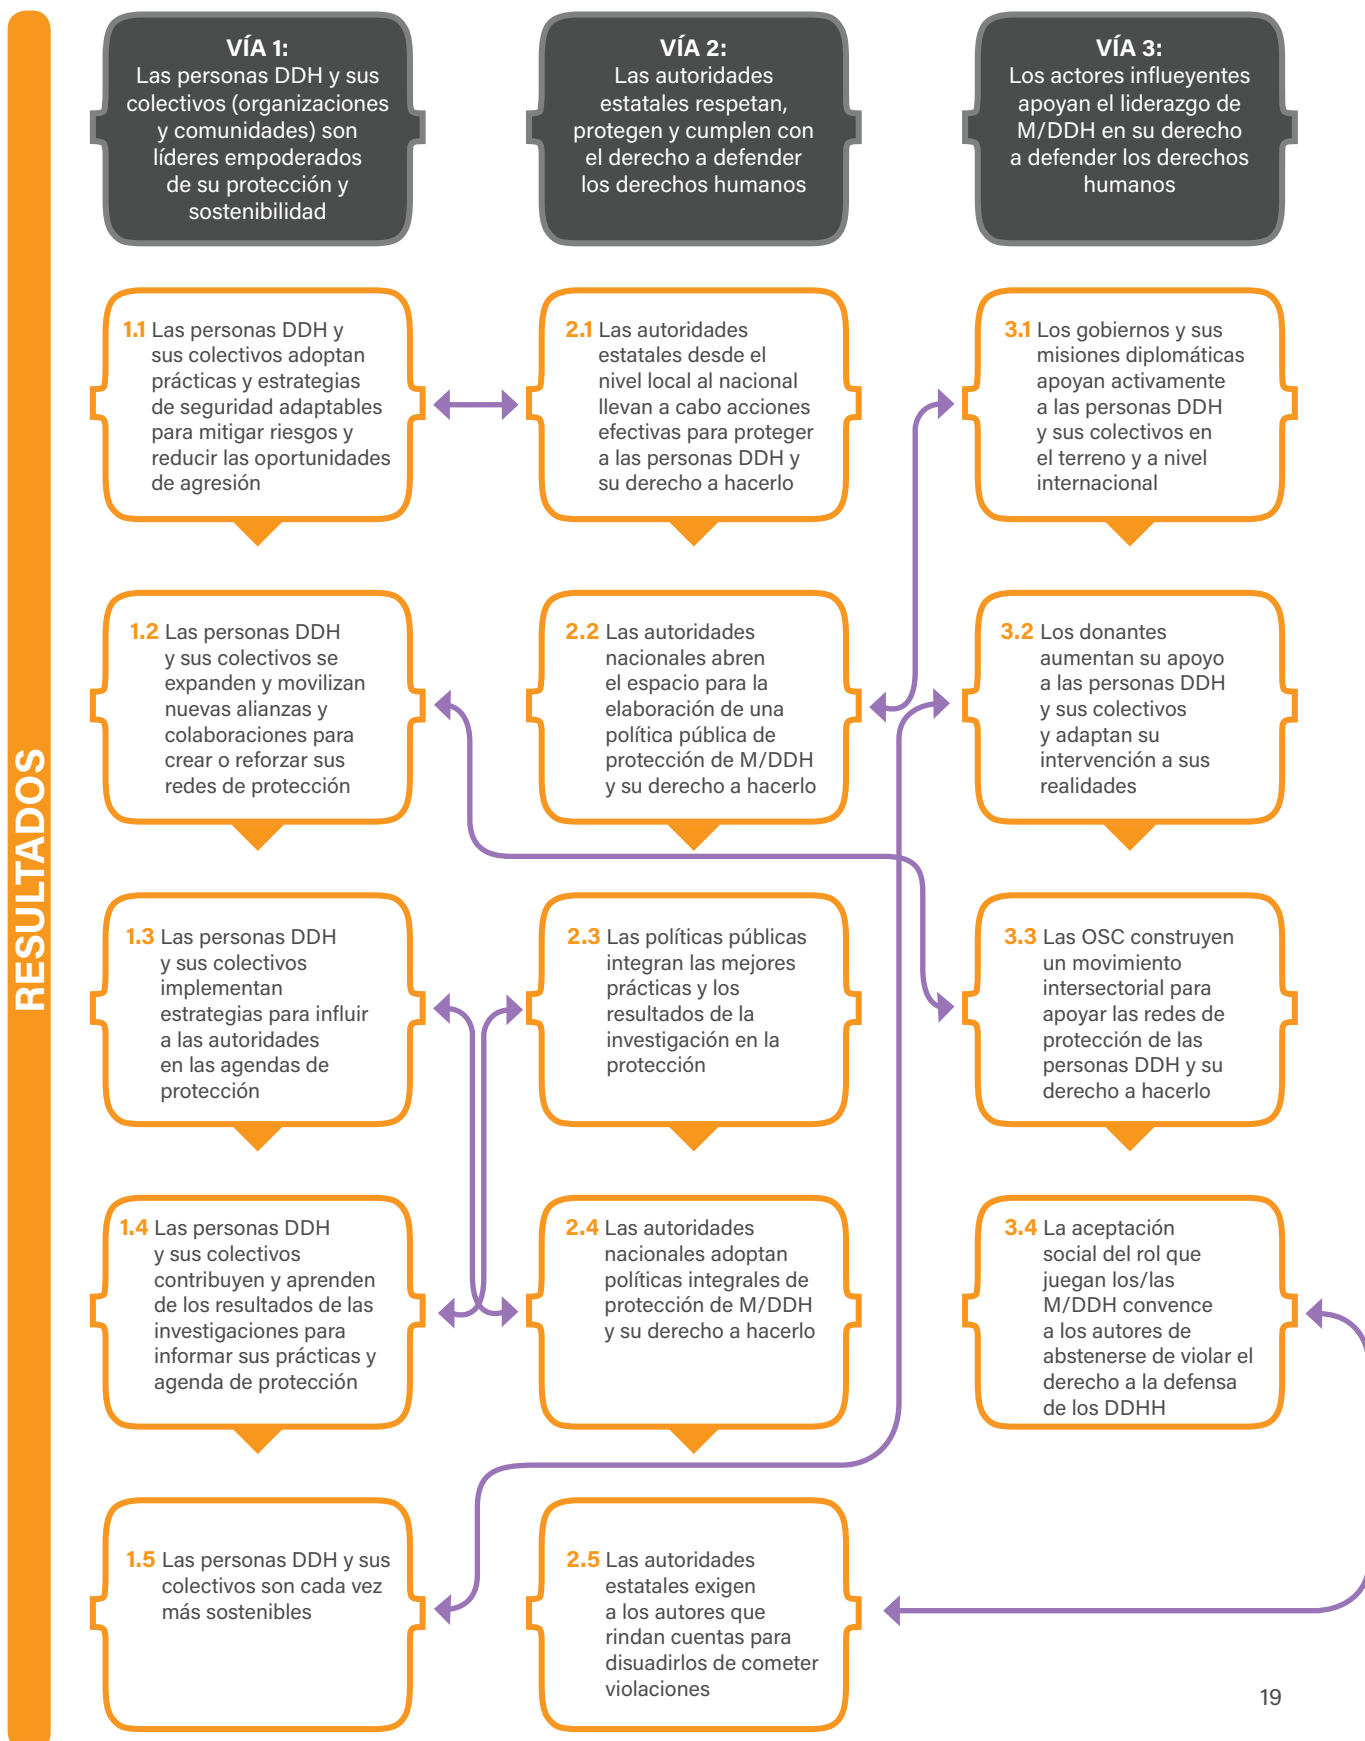 RESULTADOS
VÍA 1:
Las personas DDH y sus
colectivos (organizaciones
y comunidades) son
líderes empoderados
de su protección y
sostenibilidad
VÍA 2:
Las autoridades
estatales respetan,
protegen y cumplen con
el derecho a defender
los derechos humanos
VÍA 3:
Los actores influeyentes
apoyan el liderazgo de
M/DDH en su derecho
a defender los derechos
humanos
1.1 Las personas DDH y
sus colectivos adoptan
prácticas y estrategias
de seguridad adaptables
para mitigar riesgos y
reducir las oportunidades
de agresión
2.1 Las autoridades
estatales desde el
nivel local al nacional
llevan a cabo acciones
efectivas para proteger
a las personas DDH y
su derecho a hacerlo
3.1 Los gobiernos y sus
misiones diplomáticas
apoyan activamente
a las personas DDH
y sus colectivos en
el terreno y a nivel
internacional
1.2 Las personas DDH
y sus colectivos se
expanden y movilizan
nuevas alianzas y
colaboraciones para
crear o reforzar sus
redes de protección
2.2 Las autoridades
nacionales abren
el espacio para la
elaboración de una
política pública de
protección de M/DDH
y su derecho a hacerlo
3.2 Los donantes
aumentan su apoyo
a las personas DDH
y sus colectivos
y adaptan su
intervención a sus
realidades
1.3 Las personas DDH
y sus colectivos
implementan
estrategias para influir
a las autoridades
en las agendas de
protección
2.3 Las políticas públicas
integran las mejores
prácticas y los
resultados de la
investigación en la
protección
3.3 Las OSC construyen
un movimiento
intersectorial para
apoyar las redes de
protección de las
personas DDH y su
derecho a hacerlo
1.4 Las personas DDH
y sus colectivos
contribuyen y aprenden
de los resultados de las
investigaciones para
informar sus prácticas y
agenda de protección
2.4 Las autoridades
nacionales adoptan
políticas integrales de
protección de M/DDH
y su derecho a hacerlo
3.4 La aceptación
social del rol que
juegan los/las
M/DDH convence
a los autores de
abstenerse de violar el
derecho a la defensa
de los DDHH
1.5 Las personas DDH y sus
colectivos son cada vez
más sostenibles
2.5 Las autoridades
estatales exigen
a los autores que
rindan cuentas para
disuadirlos de cometer
violaciones
19